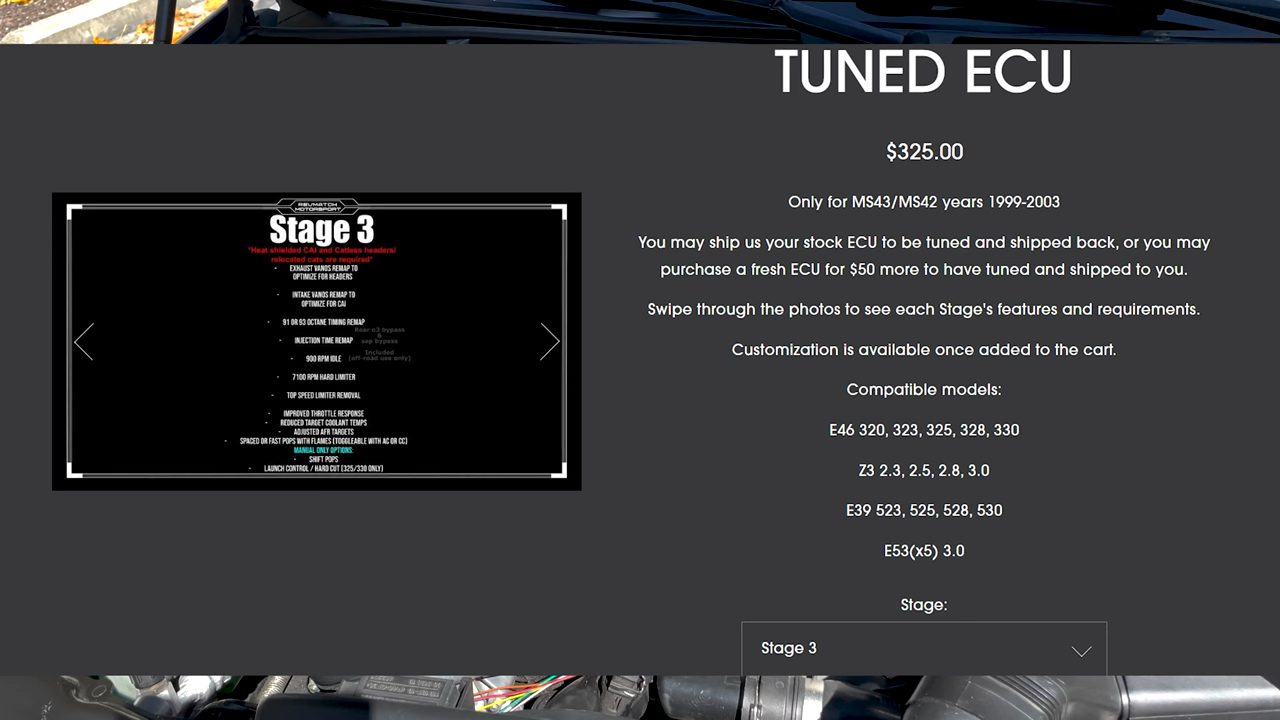 TUNED ECU
$325.00
Only for MS43/MS42 years 1999-2003
You may ship us your stock ECU to be tuned and shipped back, or you may
purchase a fresh ECU for $50 more to have tuned and shipped to you.
Swipe through the photos to see each Stage's features and requirements.
Customization is available once added to the cart.
Compatible models:
E46 320, 323, 325, 328, 330
Z3 2.3, 2.5, 2.8, 3.0
E39 523, 525, 528, 530
E53(x5) 3.0
Stage:
Stage 3
REVMATCH
MOTORSPORT
Stage 3
"Heat shielded CAI and Catless headers/
relocated cats are required"
- EXHAUST VANOS REMAP TO
OPTIMIZE FOR HEADERS
- INTAKE VANOS REMAP TO
OPTIMIZE FOR CAI
- 91 OR 93 OCTANE TIMING REMAP
- INJECTION TIME REMAP
- 900 RPM IDLE
- 7100 RPM HARD LIMITER
- TOP SPEED LIMITER REMOVAL
- IMPROVED THROTTLE RESPONSE
- REDUCED TARGET COOLANT TEMPS
- ADJUSTED AFR TARGETS
- SPACED OR FAST POPS WITH FLAMES (TOGGLEABLE WITH AC OR CC)
MANUAL ONLY OPTIONS:
- SHIFT POPS
- LAUNCH CONTROL / HARD CUT (325/330 ONLY)
Rear o2 bypass
&
sap bypass
Included
(off-road use only)